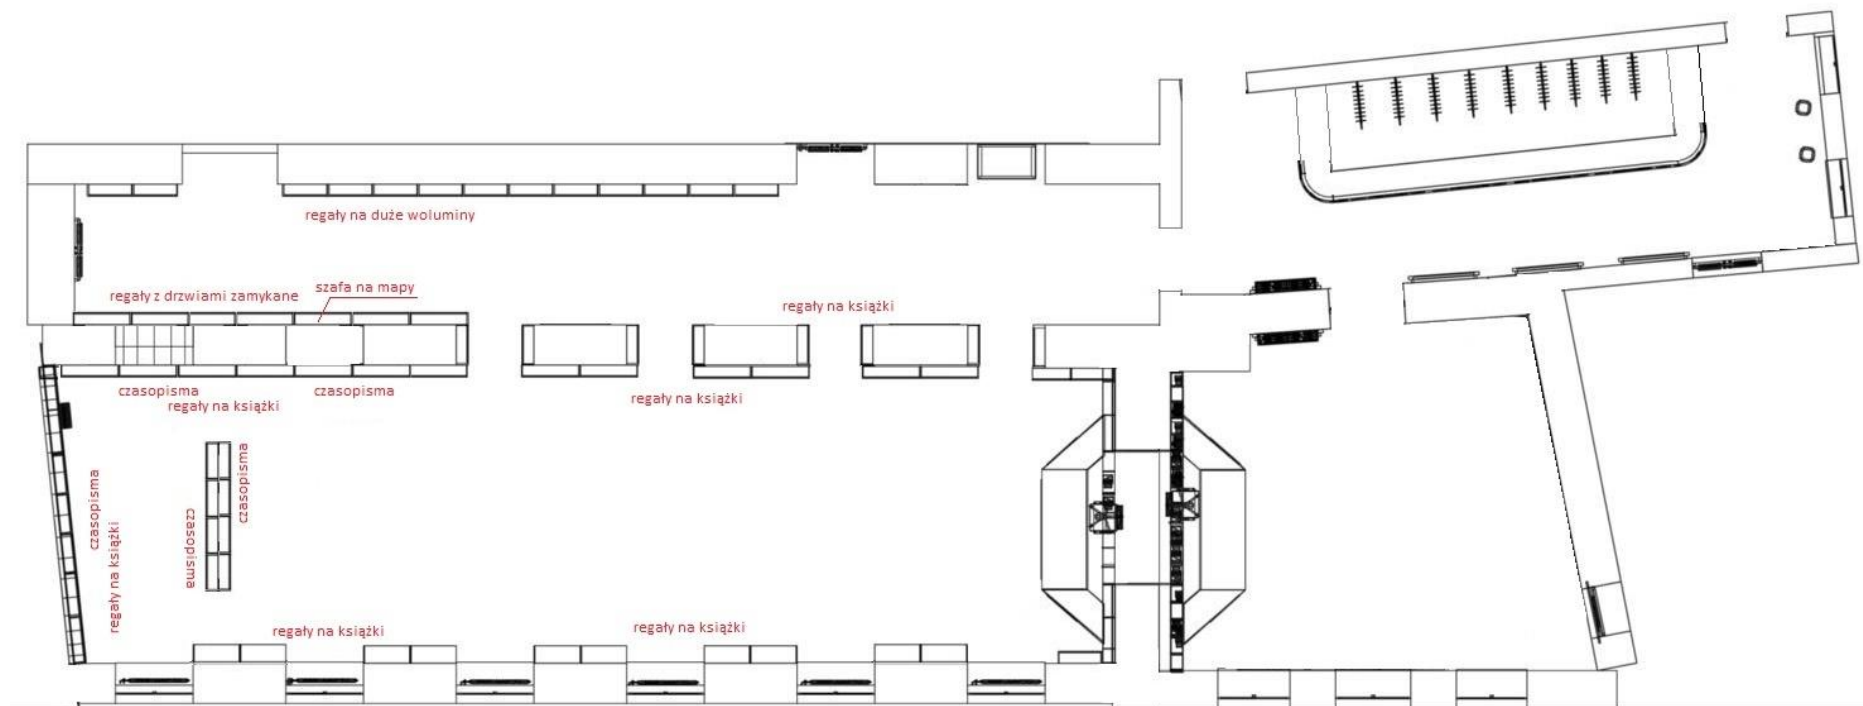 regały na duże woluminy
regały z drzwiami zamykane
szafa na mapy
regały na książki
czasopisma
czasopisma
regały na książki
regały na książki
czasopisma
regały na książki
czasopisma
czasopisma
regały na książki
regały na książki